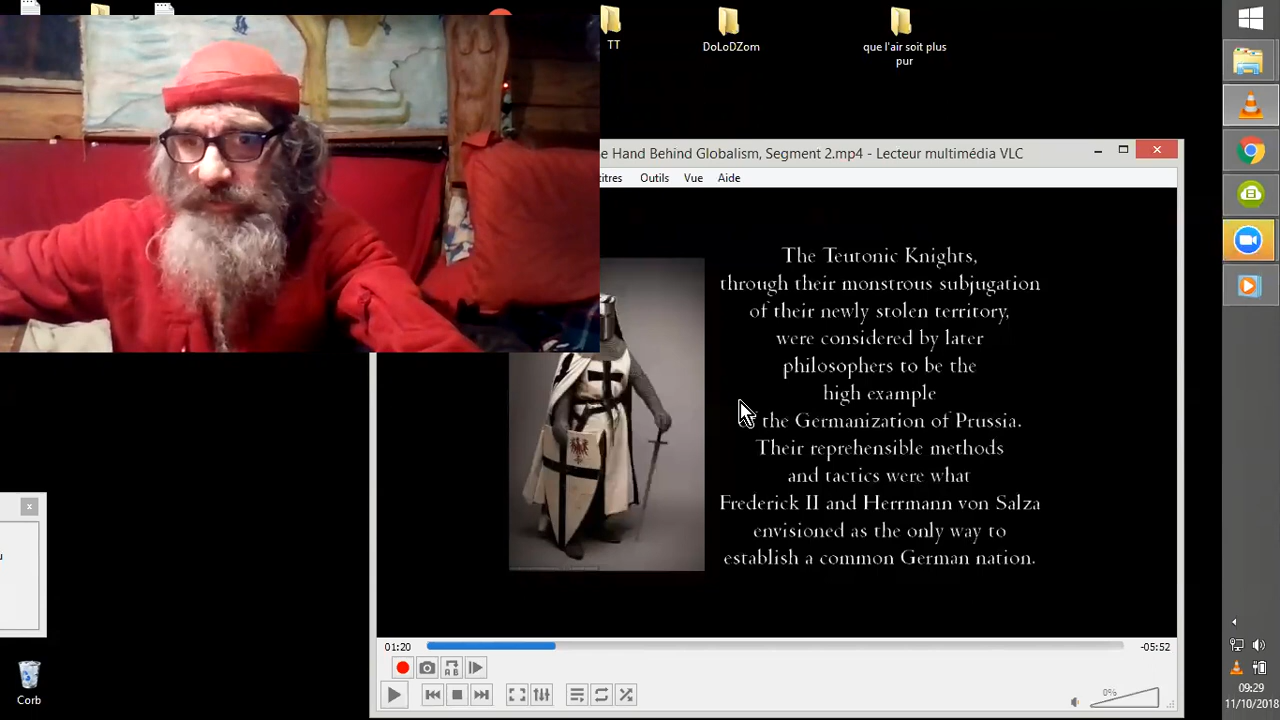 TT
DoLoDZom
que l'air soit plus
pur
e Hand Behind Globalism, Segment 2.mp4 - Lecteur multimédia VLC
titres Outils Vue Aide
The Teutonic Knights,
through their monstrous subjugation
of their newly stolen territory,
were considered by later
philosophers to be the
high example
the Germanization of Prussia.
Their reprehensible methods
and tactics were what
Frederick II and Herrmann von Salza
envisioned as the only way to
establish a common German nation.
x
u
01:20
-05:52
A B
0%
Corb
09:29
11/10/2018